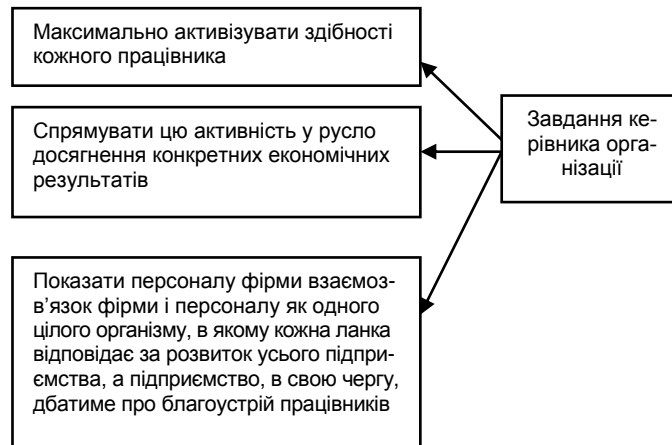 Максимально активізувати здібності
кожного працівника
Спрямувати цю активність у русло
досягнення конкретних економічних
результатів
Показати персоналу фірми взаємоз-
в’язок фірми і персоналу як одного
цілого організму, в якому кожна ланка
відповідає за розвиток усього підпри-
ємства, а підприємство, в свою чергу,
дбатиме про благоустрій працівників
Завдання ке-
рівника орга-
нізації